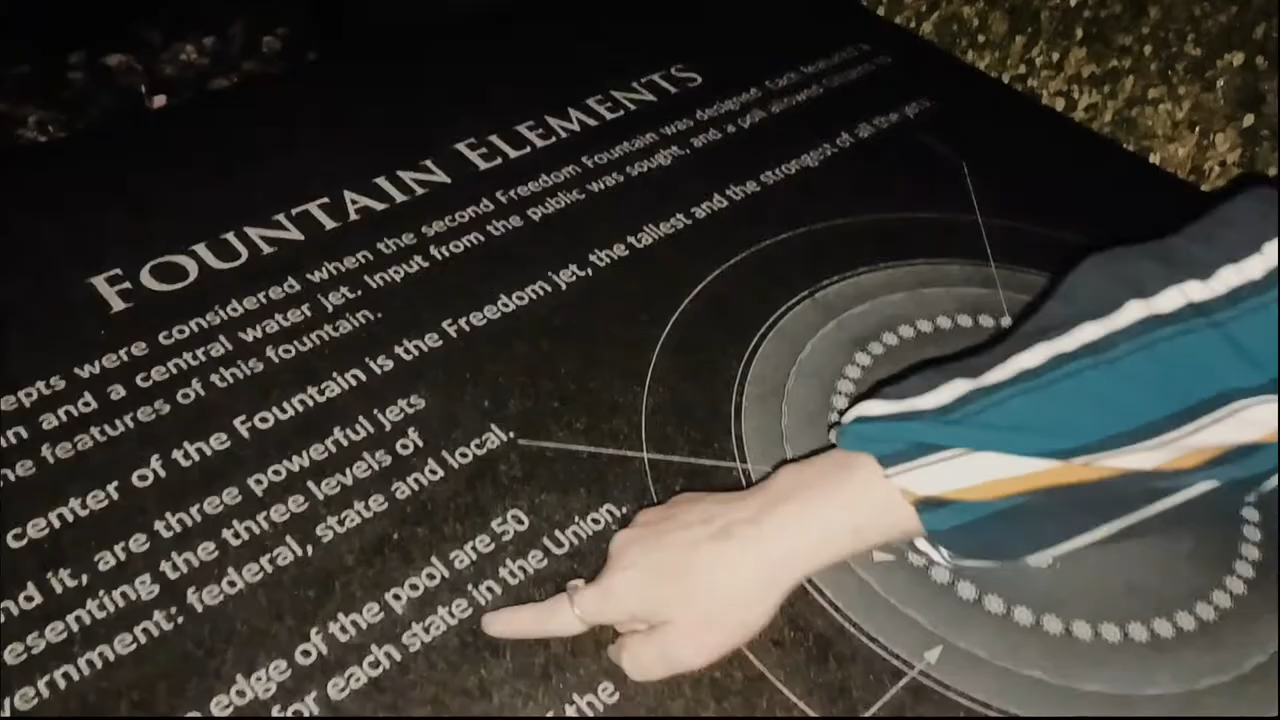 FOUNTAIN ELEMENTS
epts were considered when the second Freedom Fountain was designed. Each
in and a central water jet. Input from the public was sought, and a poll allowed
he features of this fountain.
center of the Fountain is the Freedom jet, the tallest and the strongest of all the jets.
nd it, are three powerful jets
esenting the three levels of
vernment: federal, state and local.
edge of the pool are 50
for each state in the Union.
f the